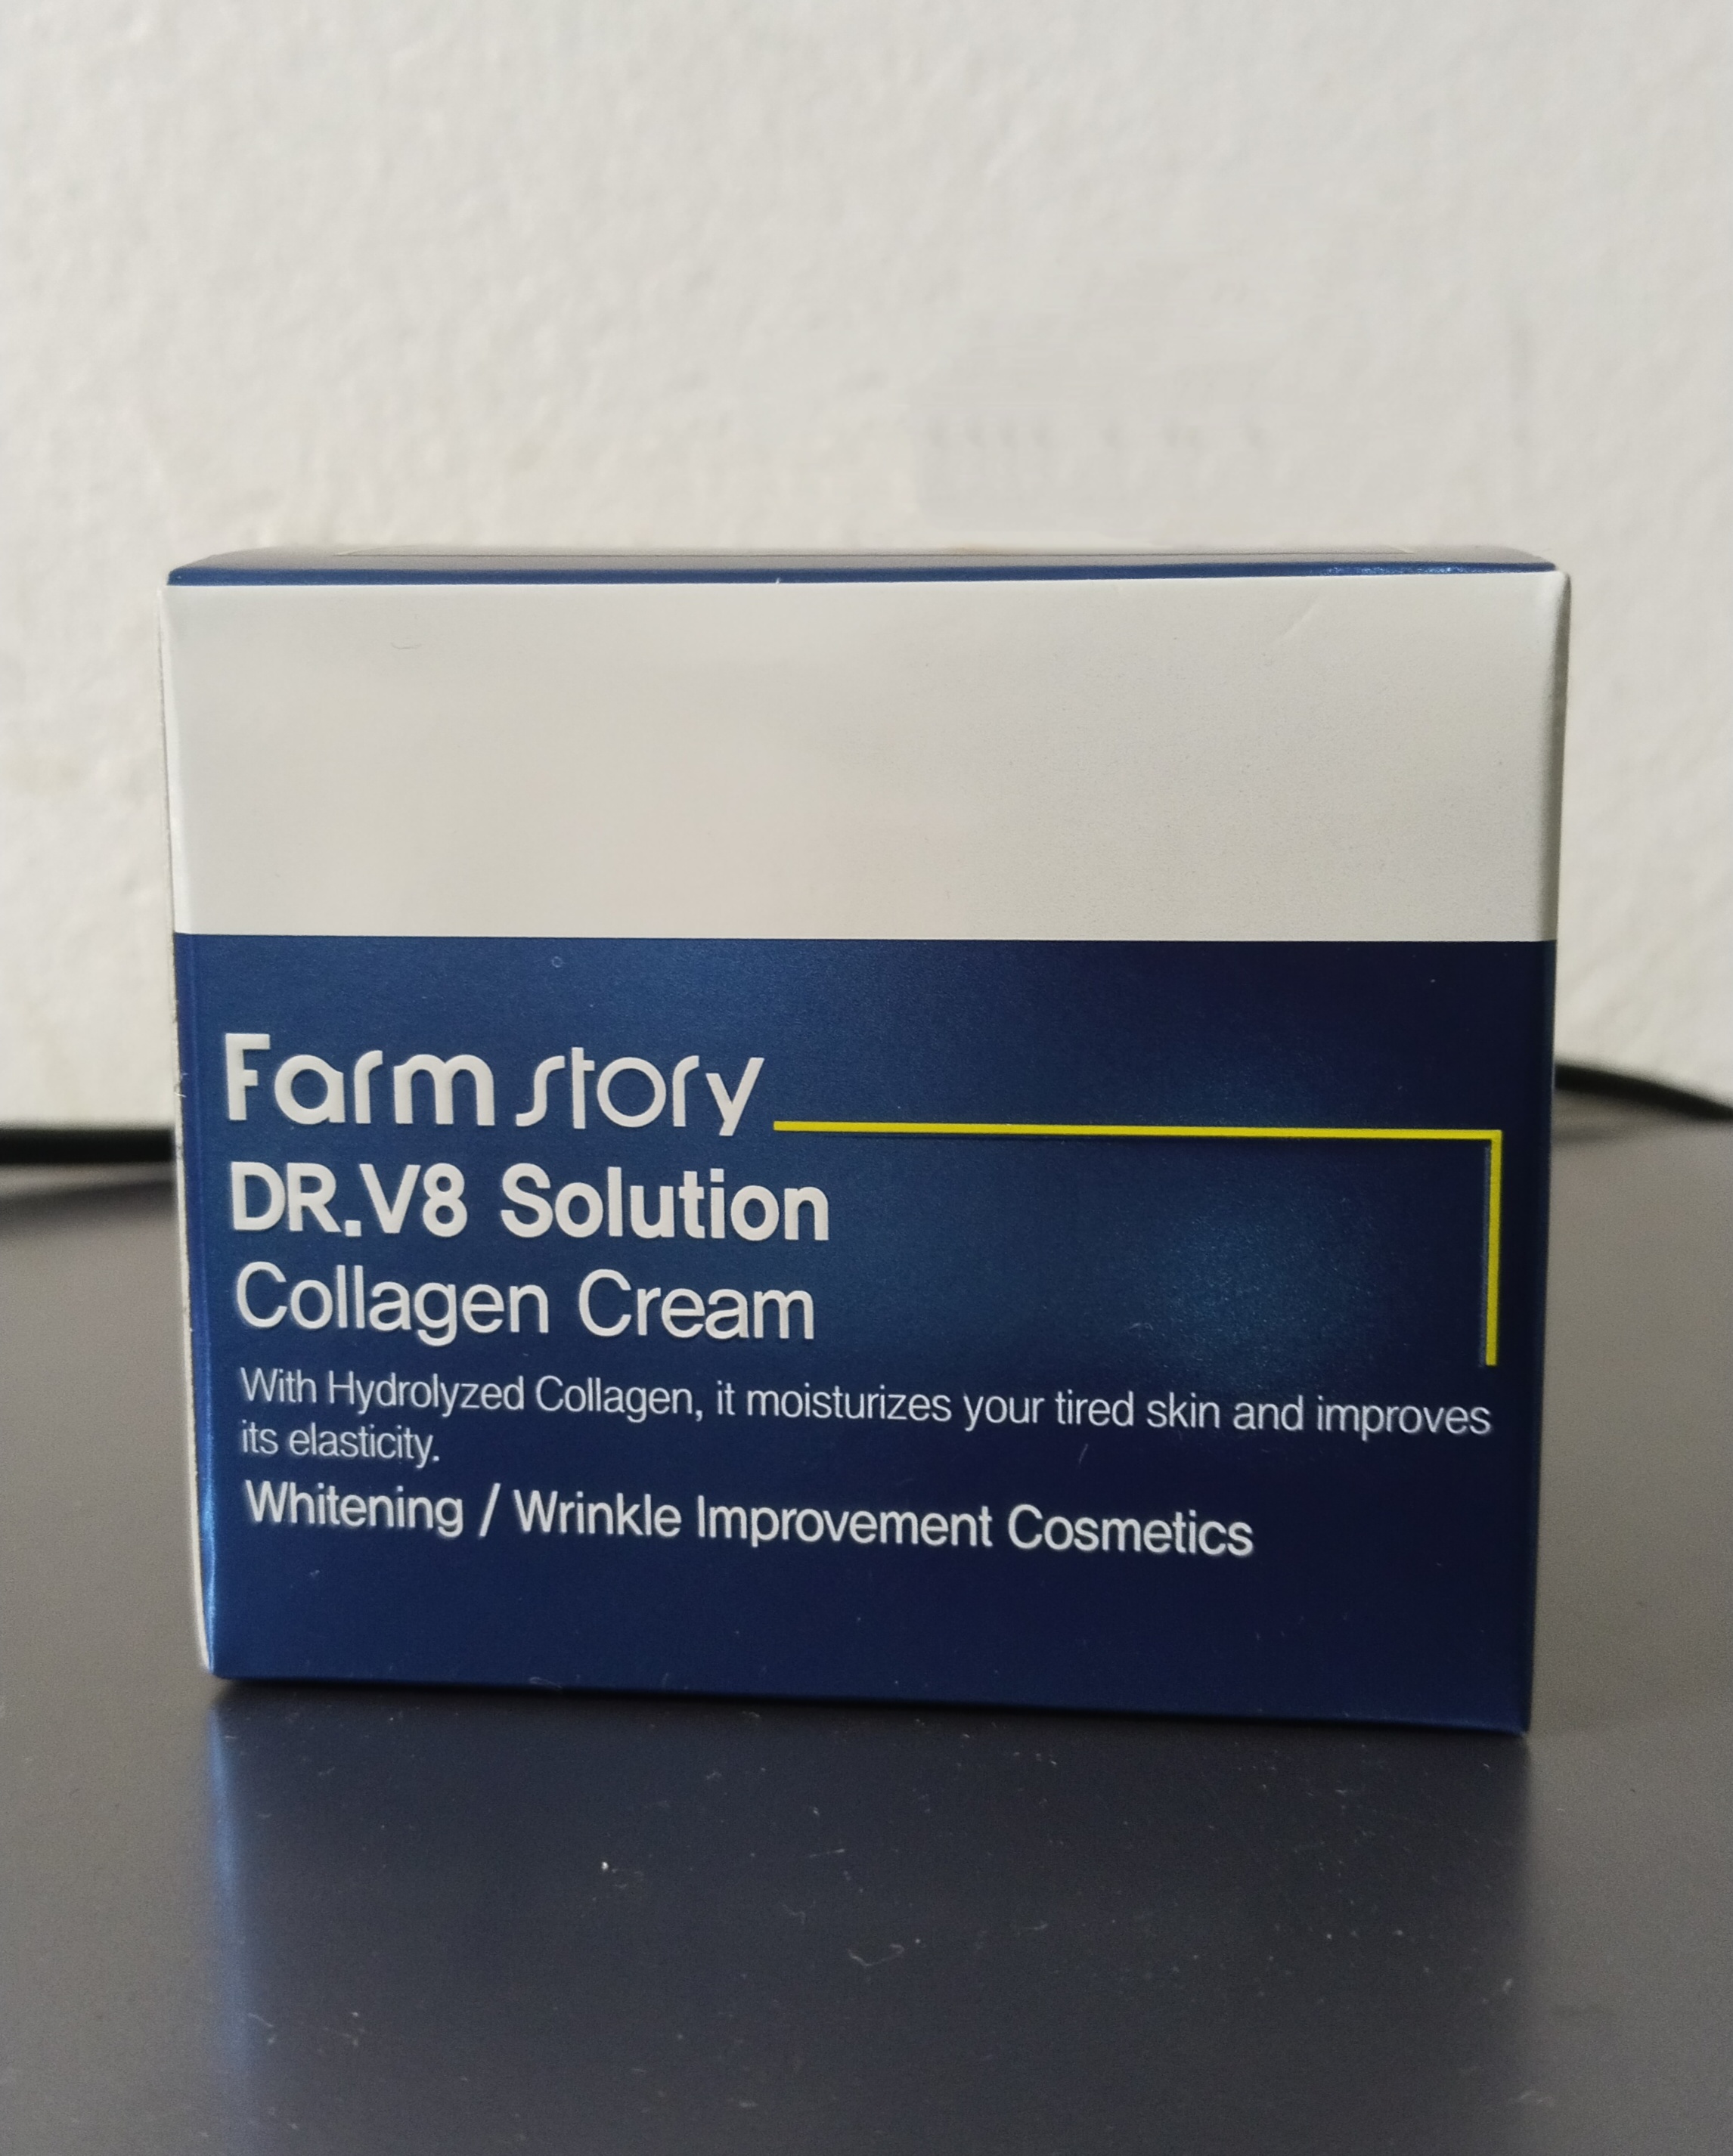 Farm story
DR.V8 Solution
Collagen Cream
With Hydrolyzed Collagen, it moisturizes your tired skin and improves
its elasticity.
Whitening / Wrinkle Improvement Cosmetics